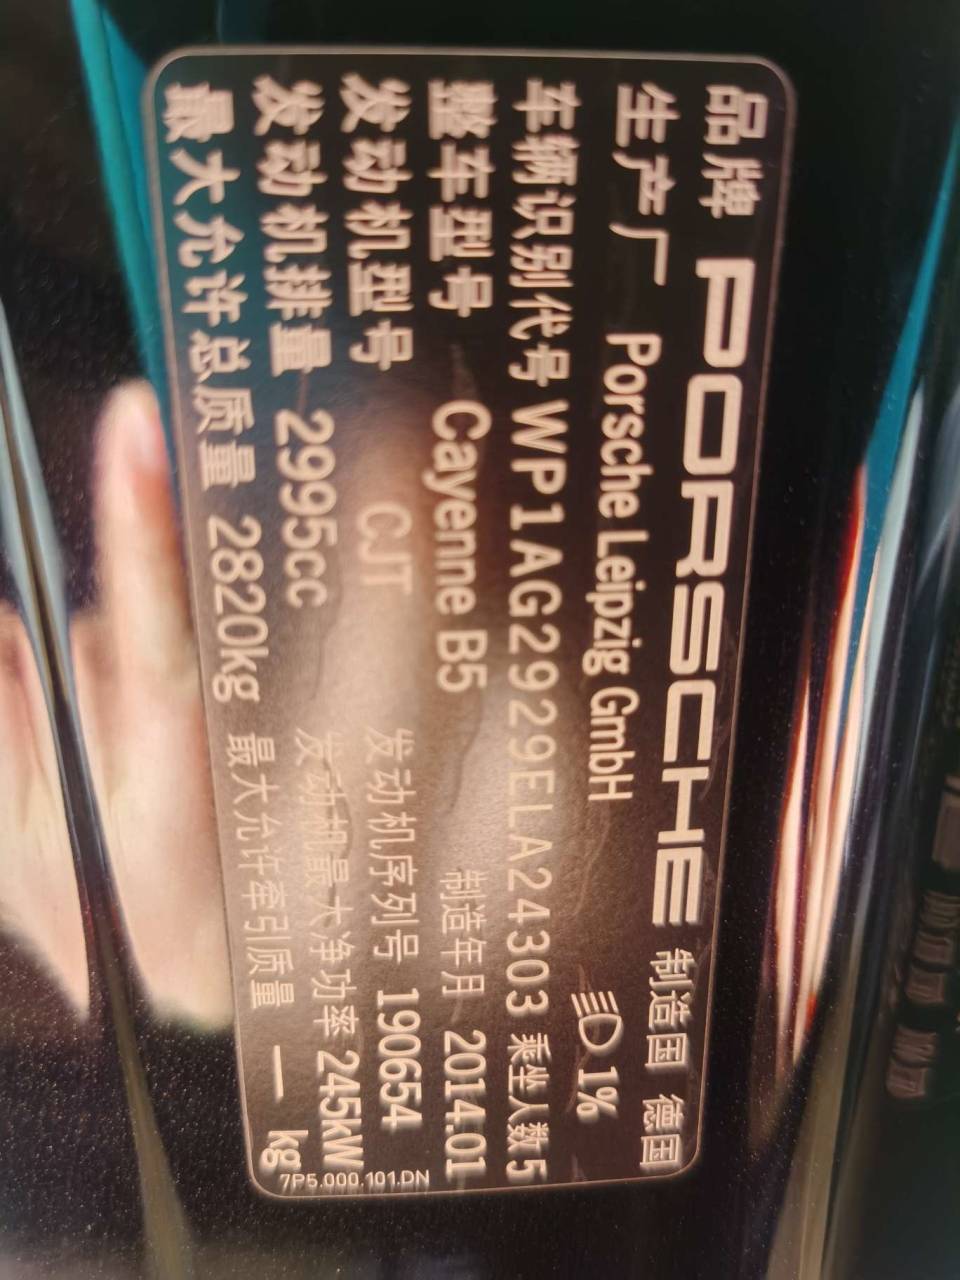 品牌 PORSCHE 制造国 德国
生产厂 Porsche Leipzig GmbH 1%
车辆识别代号 WP1AG2929ELA24303 乘坐人数 5
整车型号 Cayenne B5 制造年月 2014.01
发动机型号 CJT 发动机序列号 190654
发动机排量 2995cc 发动机最大净功率 245kW
最大允许总质量 2820kg 最大允许牵引质量 — kg
7P5.000.101.DN